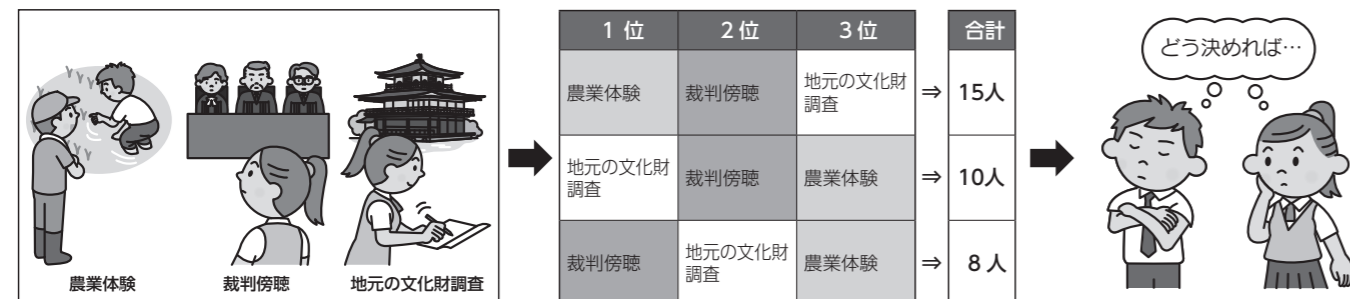 農業体験
裁判傍聴
地元の文化財調査
1 位 2 位 3 位 合計
農業体験 裁判傍聴 地元の文化財調査 ⇒ 15人
地元の文化財調査 裁判傍聴 農業体験 ⇒ 10人
裁判傍聴 地元の文化財調査 農業体験 ⇒ 8 人
どう決めれば…